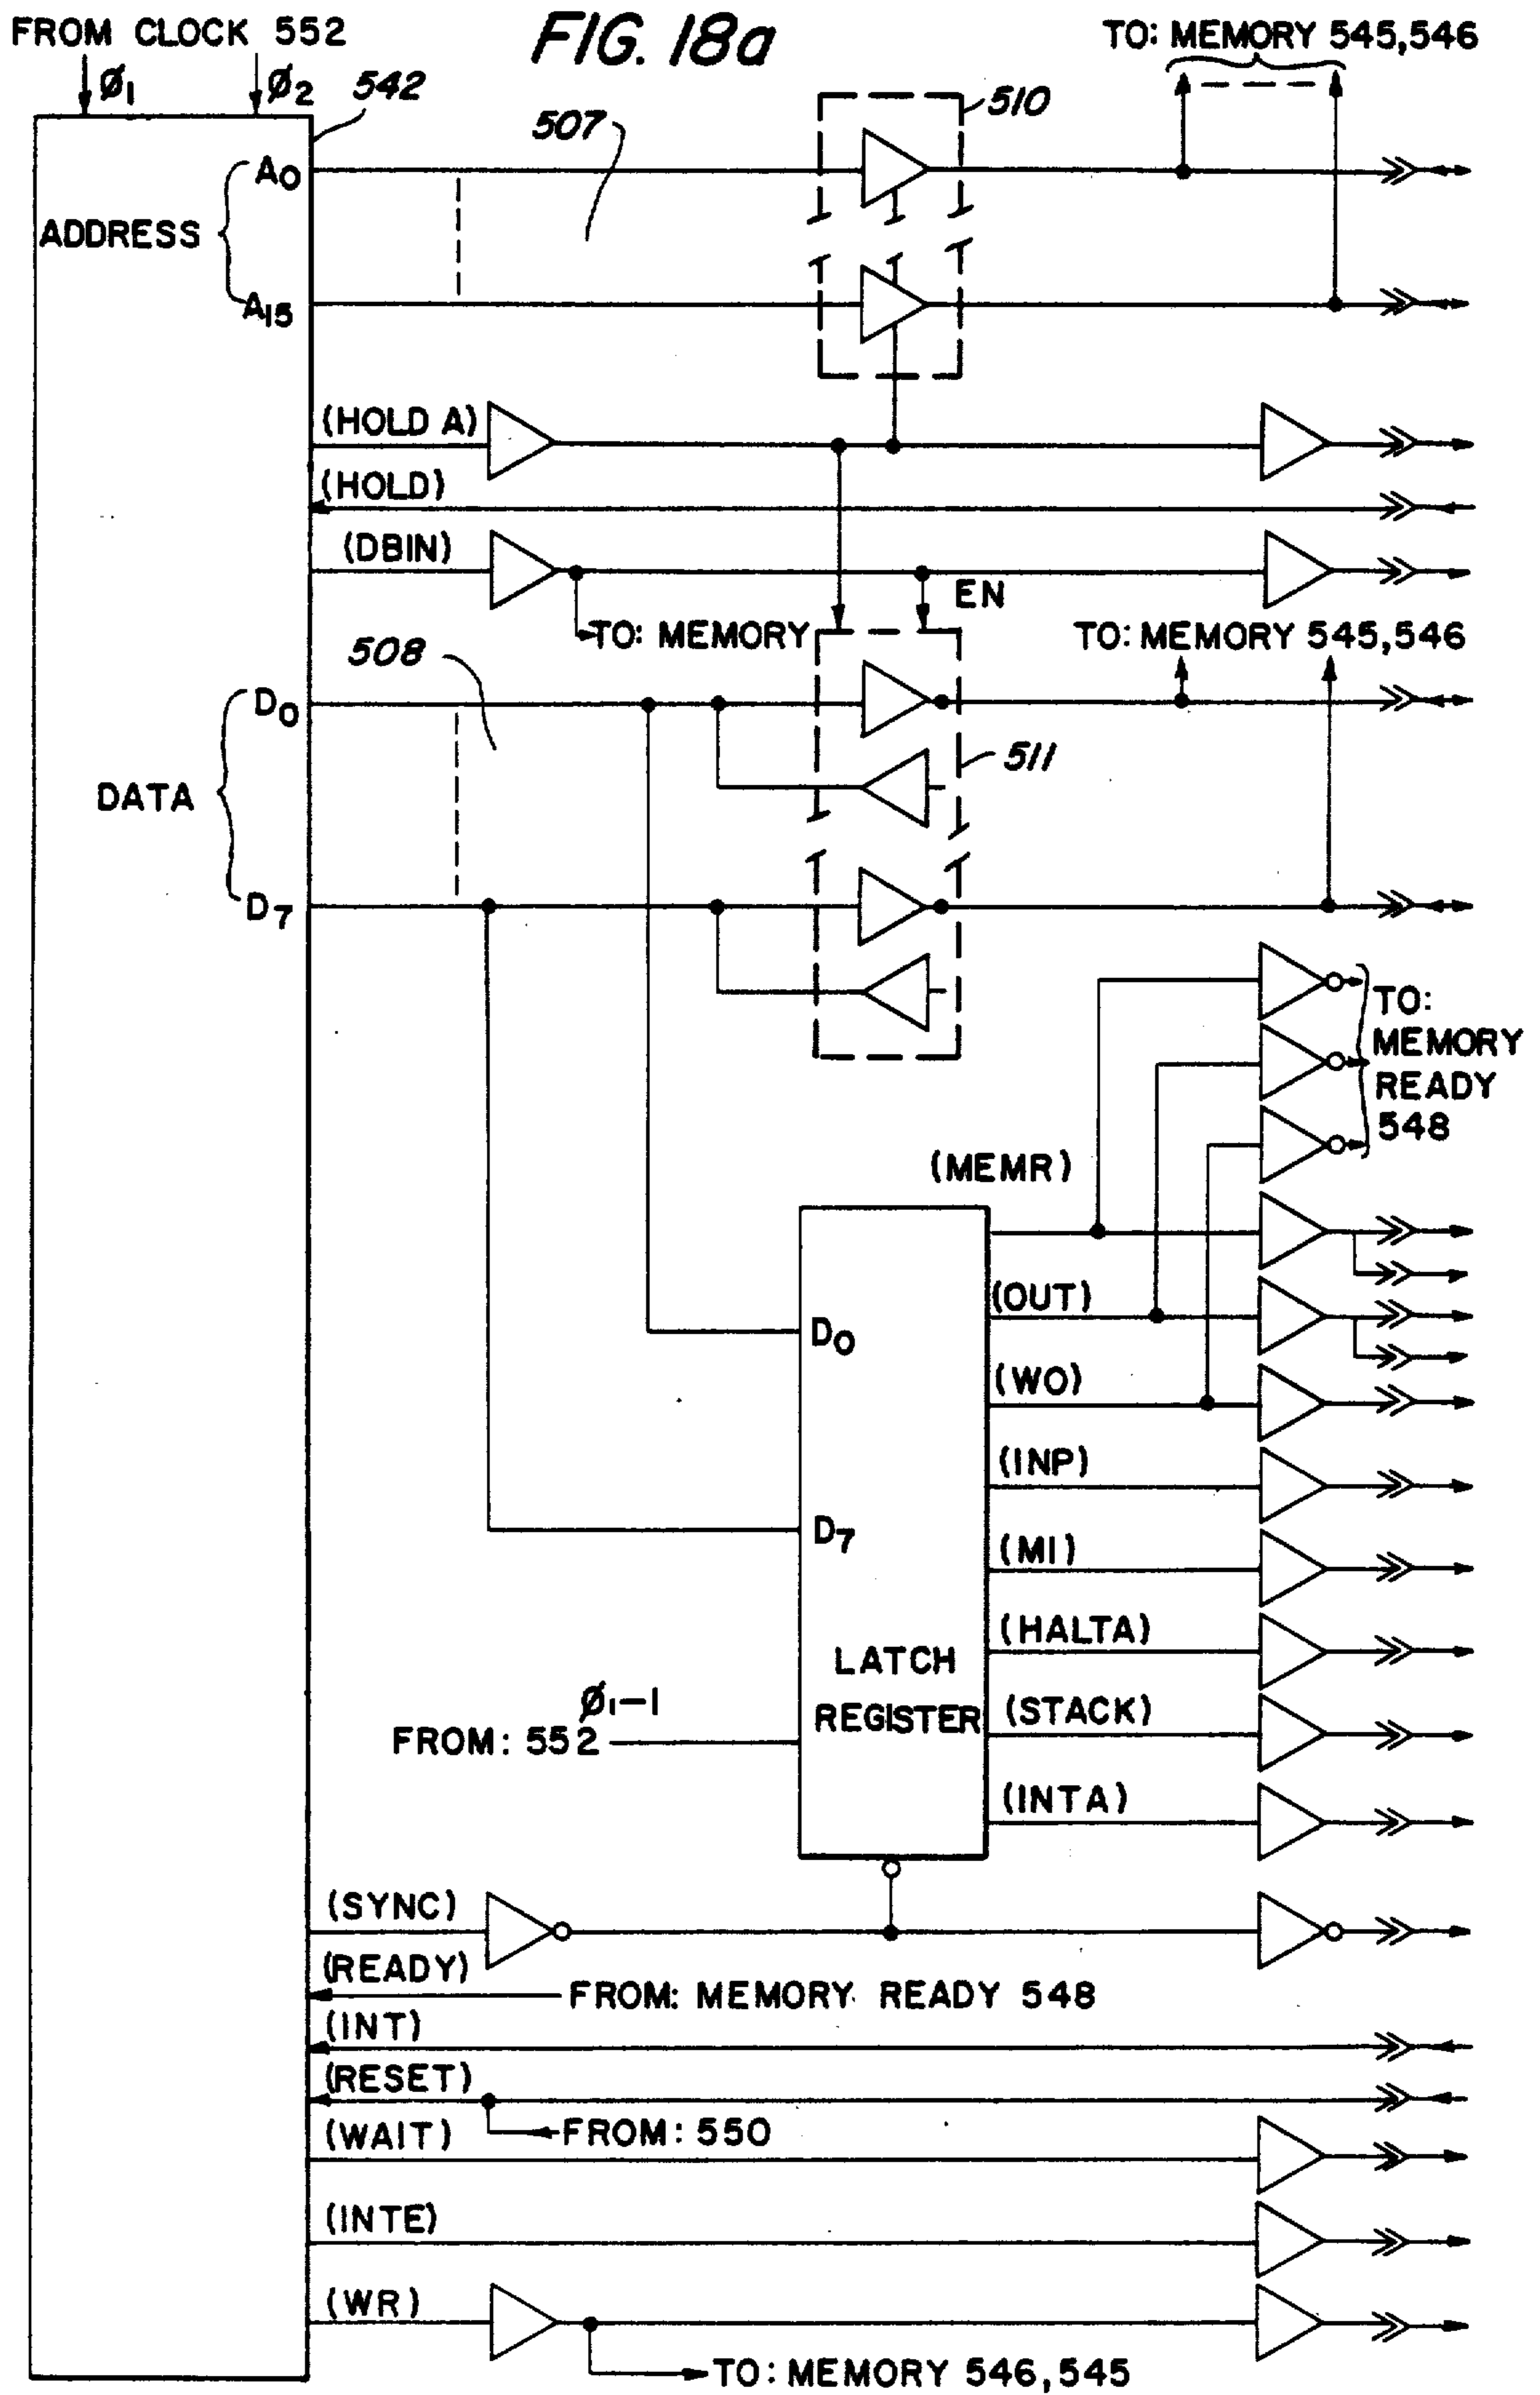 FROM CLOCK 552
FIG. 18a
TO: MEMORY 545,546
Ø1
Ø2
542
507
510
A0
ADDRESS
A15
(HOLD A)
(HOLD)
(DBIN)
EN
TO: MEMORY
TO: MEMORY 545,546
508
D0
511
DATA
D7
TO:
MEMORY
READY
548
(MEMR)
(OUT)
D0
(WO)
(INP)
D7
(MI)
(HALTA)
LATCH
REGISTER
Ø1-1
(STACK)
FROM: 552
(INTA)
(SYNC)
(READY)
FROM: MEMORY READY 548
(INT)
(RESET)
FROM: 550
(WAIT)
(INTE)
(WR)
TO: MEMORY 546,545